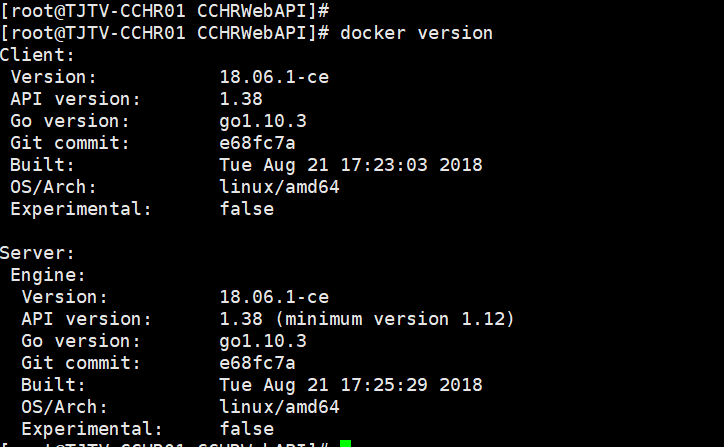 [root@TJTV-CCHR01 CCHRWebAPI]#
[root@TJTV-CCHR01 CCHRWebAPI]# docker version
Client:
 Version:           18.06.1-ce
 API version:       1.38
 Go version:        go1.10.3
 Git commit:        e68fc7a
 Built:             Tue Aug 21 17:23:03 2018
 OS/Arch:           linux/amd64
 Experimental:      false

Server:
 Engine:
  Version:          18.06.1-ce
  API version:      1.38 (minimum version 1.12)
  Go version:       go1.10.3
  Git commit:       e68fc7a
  Built:            Tue Aug 21 17:25:29 2018
  OS/Arch:          linux/amd64
  Experimental:     false
[root@TJTV-CCHR01 CCHRWebAPI]#